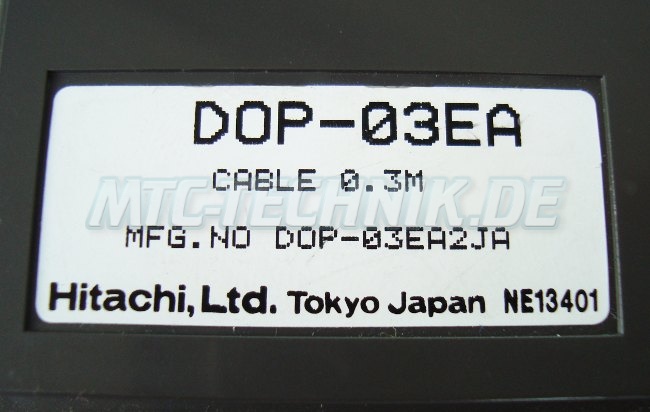 DOP-03EA
CABLE 0.3M
MTC-TECHNIK.DE
MFG.NO DOP-03EA2JA
Hitachi, Ltd. Tokyo Japan NE13401